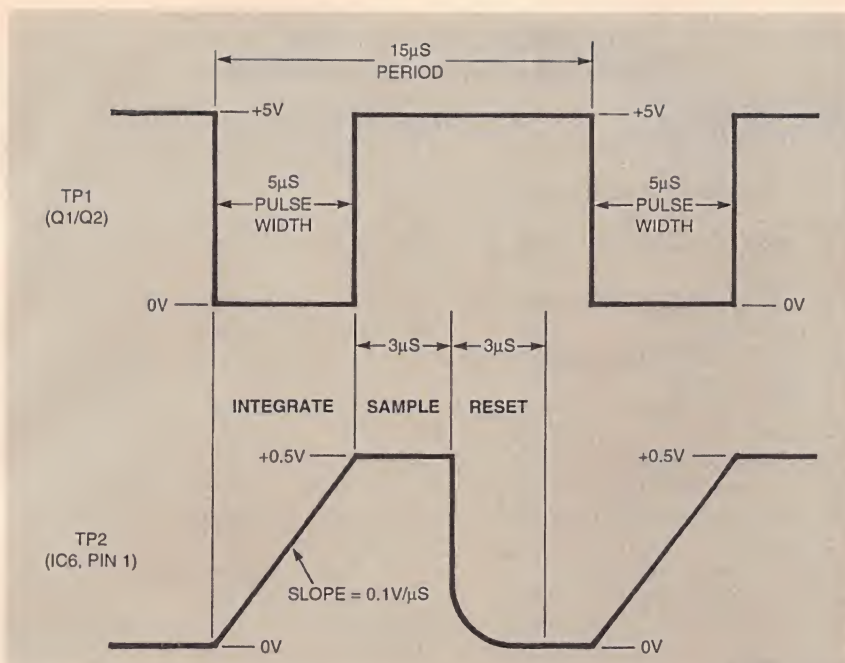 15μS
PERIOD
+5V
+5V
TP1
(Q1/Q2)
5μS
PULSE
WIDTH
5μS
PULSE
WIDTH
0V
0V
3μS
3μS
INTEGRATE
SAMPLE
RESET
+0.5V
+0.5V
TP2
(IC6, PIN 1)
SLOPE = 0.1V/μS
0V
0V